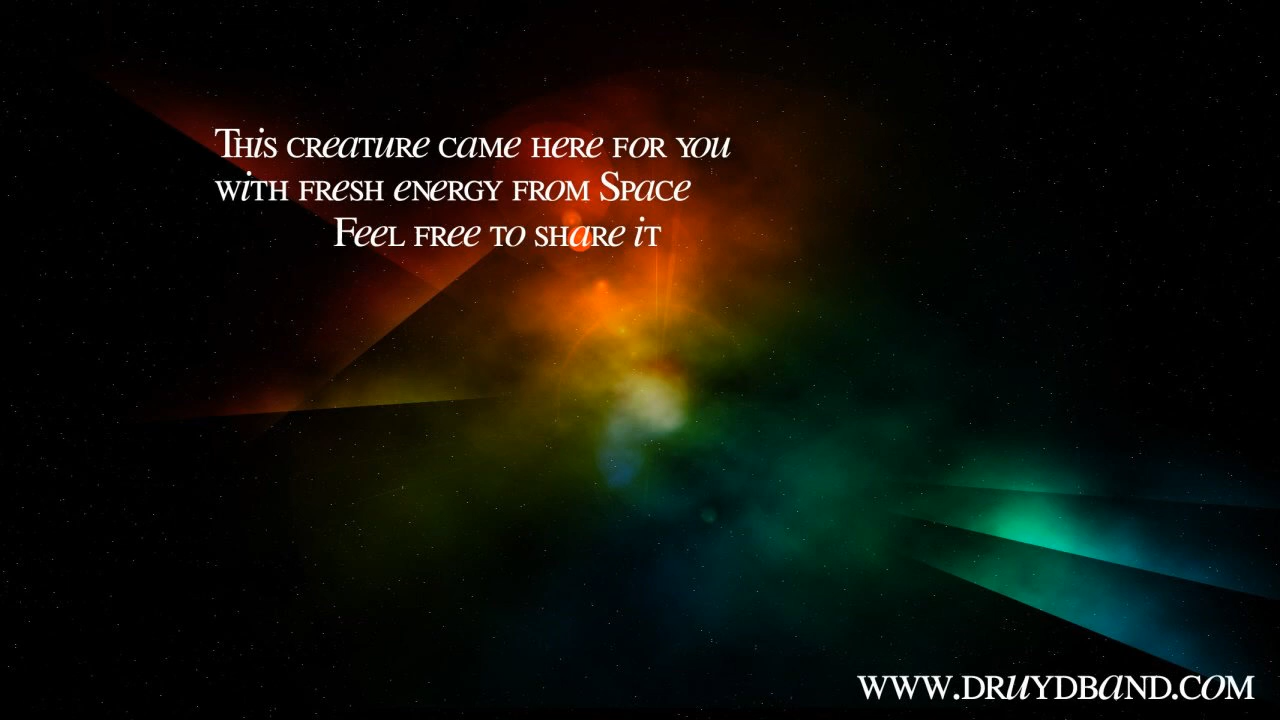 This creature came here for you
with fresh energy from Space
Feel free to share it
www.druydband.com